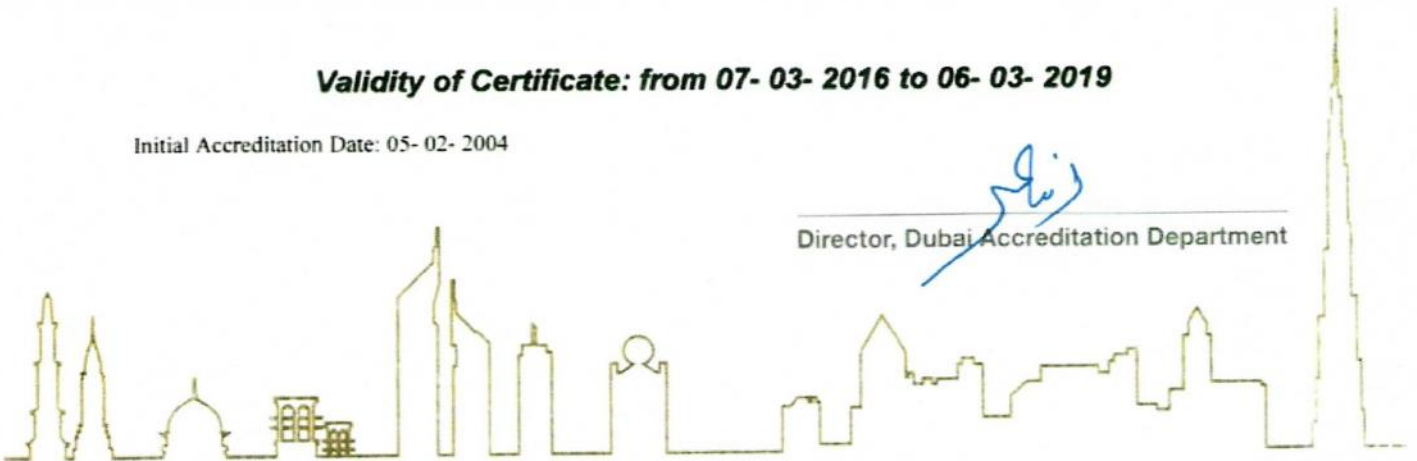 Validity of Certificate: from 07- 03- 2016 to 06- 03- 2019
Initial Accreditation Date: 05- 02- 2004
Director, Dubai Accreditation Department